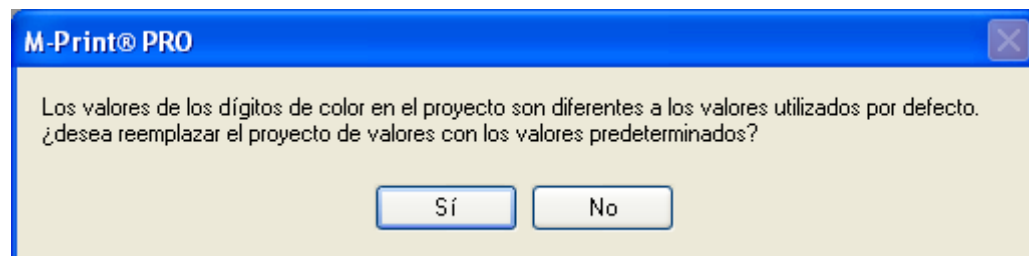 M-Print® PRO
Los valores de los dígitos de color en el proyecto son diferentes a los valores utilizados por defecto.
¿desea reemplazar el proyecto de valores con los valores predeterminados?
Sí
No